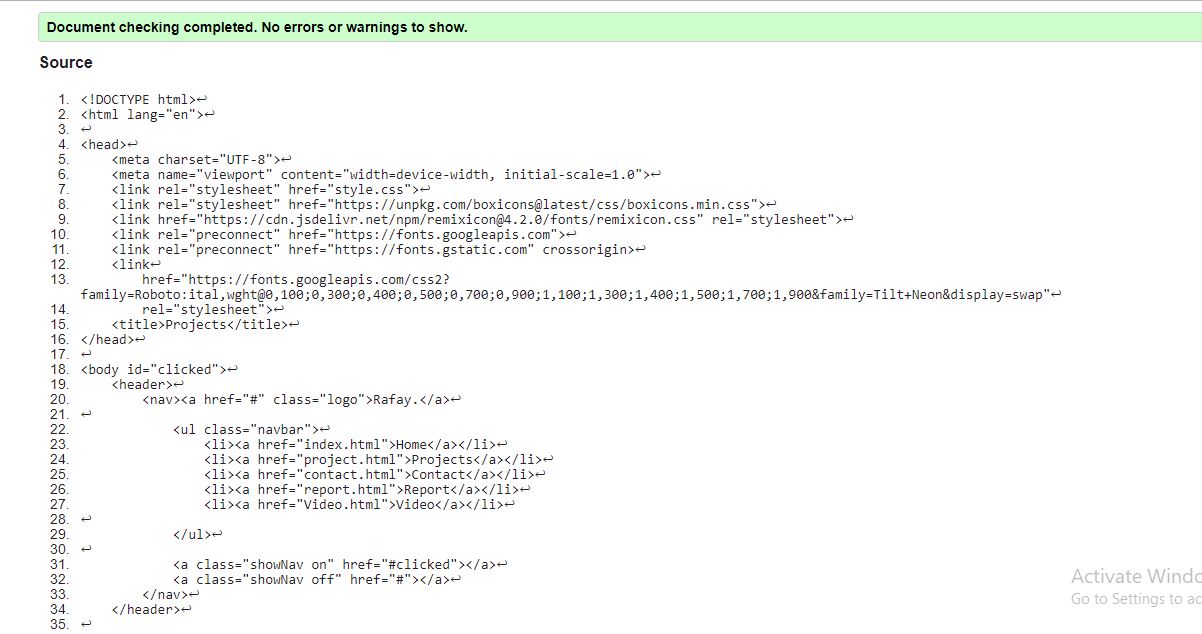 Document checking completed. No errors or warnings to show.
Source
1. <!DOCTYPE html>↩
2. <html lang="en">↩
3. ↩
4. <head>↩
5.     <meta charset="UTF-8">↩
6.     <meta name="viewport" content="width=device-width, initial-scale=1.0">↩
7.     <link rel="stylesheet" href="style.css">↩
8.     <link rel="stylesheet" href="https://unpkg.com/boxicons@latest/css/boxicons.min.css">↩
9.     <link href="https://cdn.jsdelivr.net/npm/remixicon@4.2.0/fonts/remixicon.css" rel="stylesheet">↩
10.     <link rel="preconnect" href="https://fonts.googleapis.com">↩
11.     <link rel="preconnect" href="https://fonts.gstatic.com" crossorigin>↩
12.     <link↩
13.         href="https://fonts.googleapis.com/css2?
family=Roboto:ital,wght@0,100;0,300;0,400;0,500;0,700;0,900;1,100;1,300;1,400;1,500;1,700;1,900&family=Tilt+Neon&display=swap"↩
14.         rel="stylesheet">↩
15.     <title>Projects</title>↩
16. </head>↩
17. ↩
18. <body id="clicked">↩
19.     <header>↩
20.         <nav><a href="#" class="logo">Rafay.</a>↩
21. ↩
22.             <ul class="navbar">↩
23.                 <li><a href="index.html">Home</a></li>↩
24.                 <li><a href="project.html">Projects</a></li>↩
25.                 <li><a href="contact.html">Contact</a></li>↩
26.                 <li><a href="report.html">Report</a></li>↩
27.                 <li><a href="Video.html">Video</a></li>↩
28. ↩
29.             </ul>↩
30. ↩
31.             <a class="showNav on" href="#clicked"></a>↩
32.             <a class="showNav off" href="#"></a>↩
33.         </nav>↩
34.     </header>↩
35. ↩
Activate Windo
Go to Settings to ac